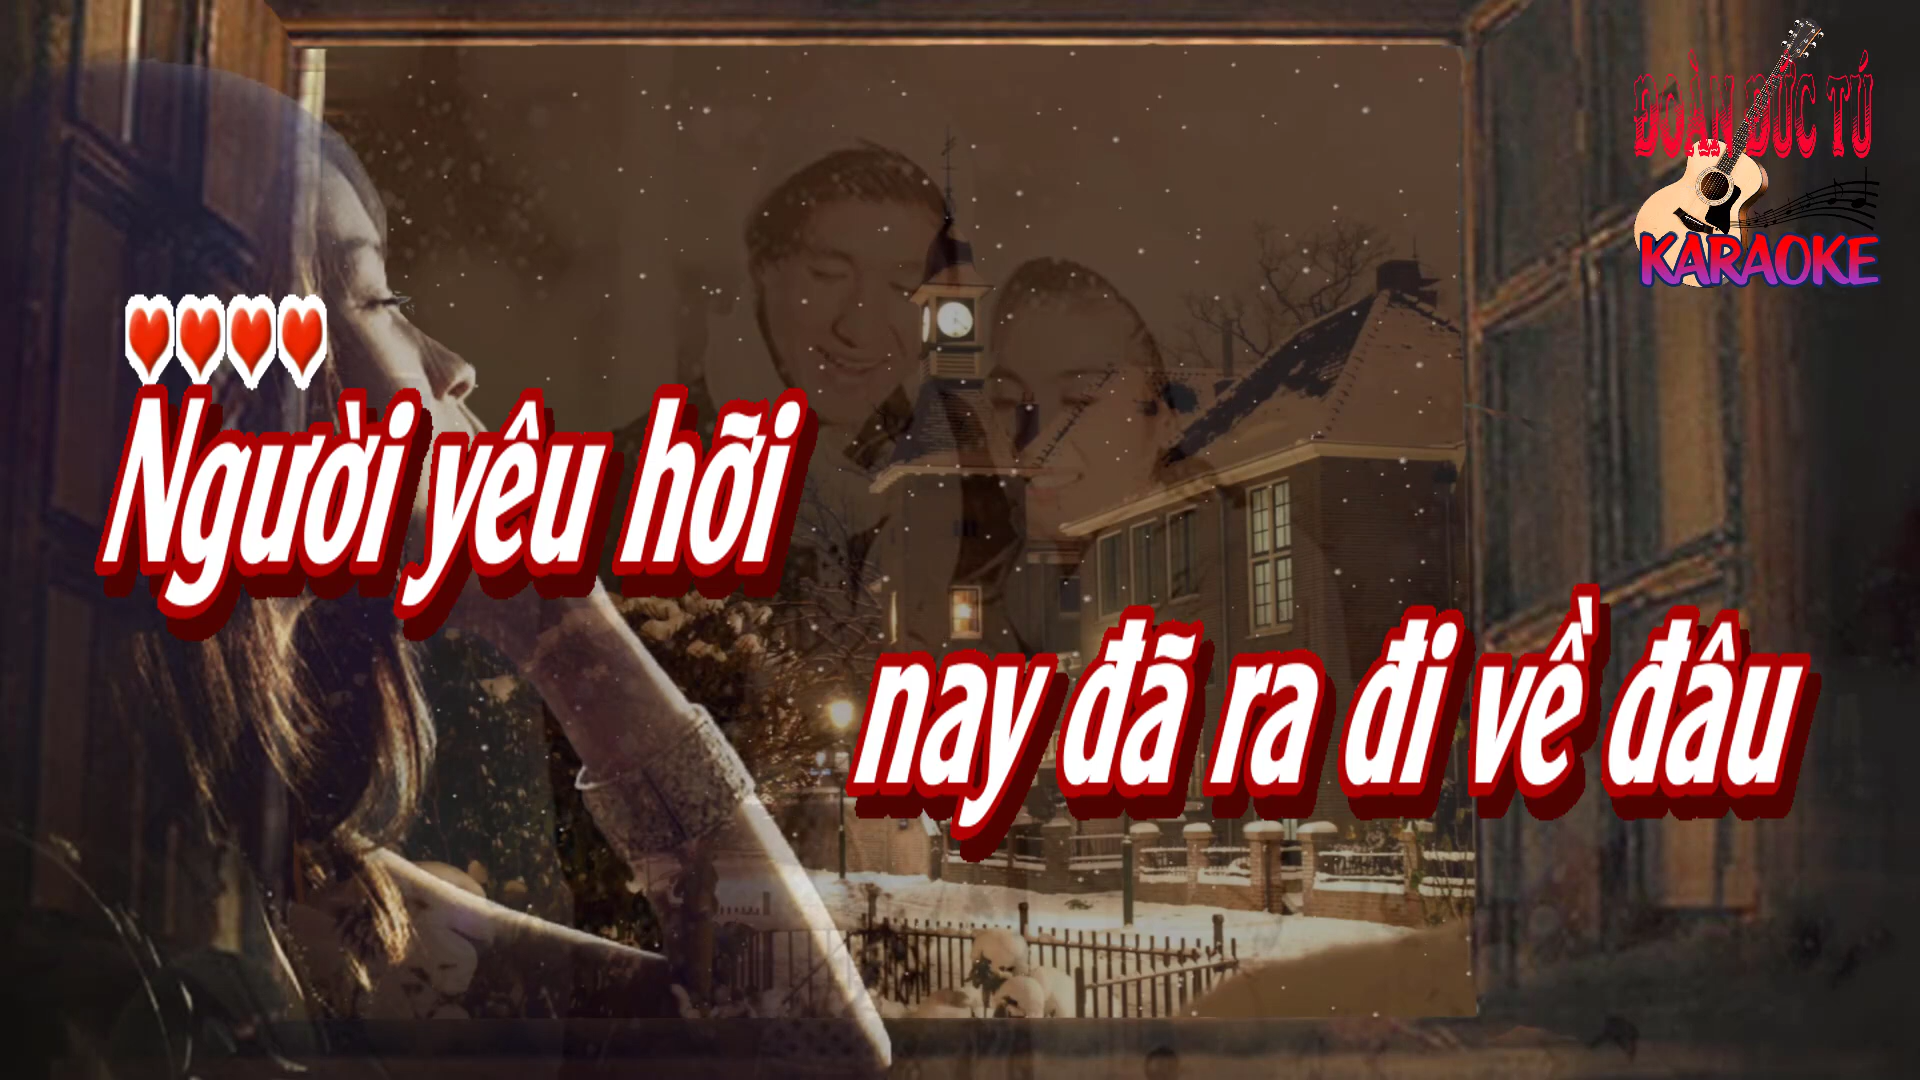 ĐOÀN ĐỨC TÚ
KARAOKE
Người yêu hỡi
nay đã ra đi về đâu